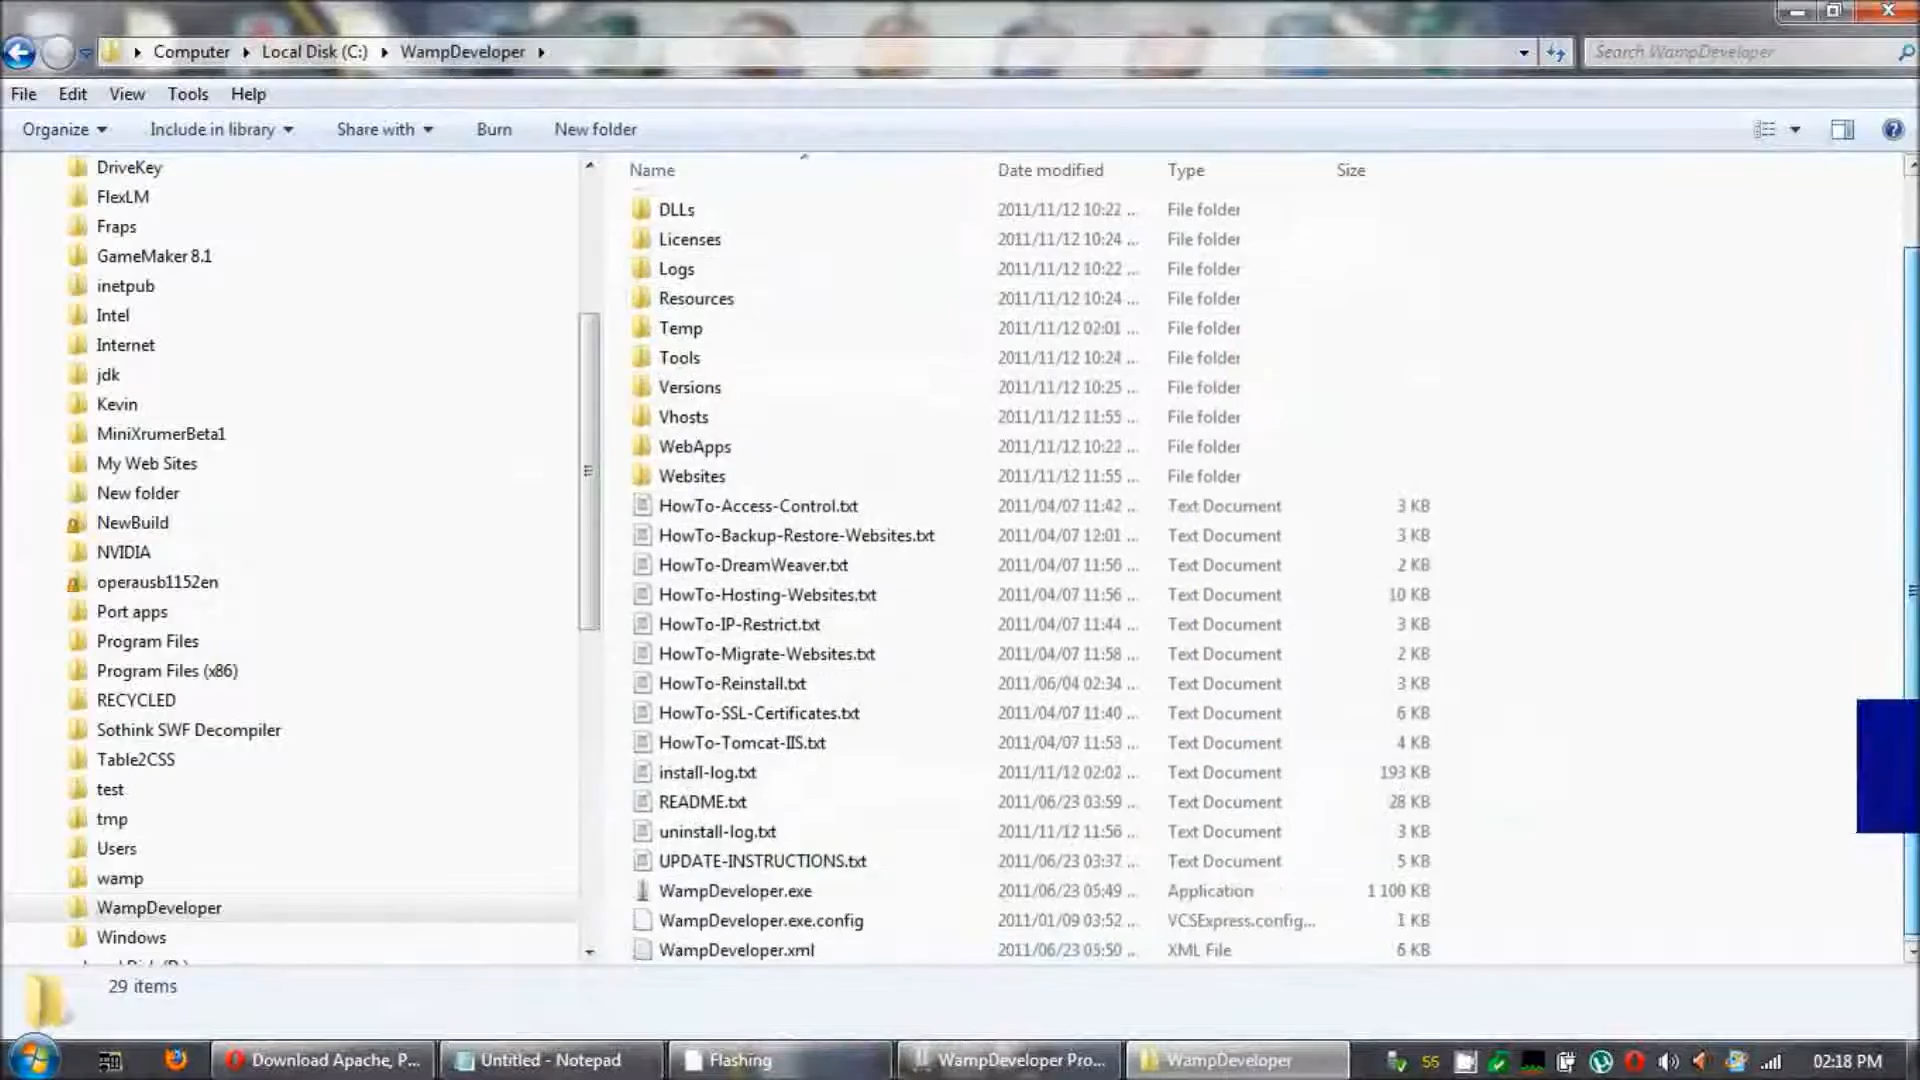 Computer Local Disk (C:) WampDeveloper
Search WampDeveloper
File Edit View Tools Help
Organize Include in library Share with Burn New folder
DriveKey
FlexLM
Fraps
GameMaker 8.1
inetpub
Intel
Internet
jdk
Kevin
MiniXrumerBeta1
My Web Sites
New folder
NewBuild
NVIDIA
operausb1152en
Port apps
Program Files
Program Files (x86)
RECYCLED
Sothink SWF Decompiler
Table2CSS
test
tmp
Users
wamp
WampDeveloper
Windows
Name Date modified Type Size
DLLs 2011/11/12 10:22 ... File folder
Licenses 2011/11/12 10:24 ... File folder
Logs 2011/11/12 10:22 ... File folder
Resources 2011/11/12 10:24 ... File folder
Temp 2011/11/12 02:01 ... File folder
Tools 2011/11/12 10:24 ... File folder
Versions 2011/11/12 10:25 ... File folder
Vhosts 2011/11/12 11:55 ... File folder
WebApps 2011/11/12 10:22 ... File folder
Websites 2011/11/12 11:55 ... File folder
HowTo-Access-Control.txt 2011/04/07 11:42 ... Text Document 3 KB
HowTo-Backup-Restore-Websites.txt 2011/04/07 12:01 ... Text Document 3 KB
HowTo-DreamWeaver.txt 2011/04/07 11:56 ... Text Document 2 KB
HowTo-Hosting-Websites.txt 2011/04/07 11:56 ... Text Document 10 KB
HowTo-IP-Restrict.txt 2011/04/07 11:44 ... Text Document 3 KB
HowTo-Migrate-Websites.txt 2011/04/07 11:58 ... Text Document 2 KB
HowTo-Reinstall.txt 2011/06/04 02:34 ... Text Document 3 KB
HowTo-SSL-Certificates.txt 2011/04/07 11:40 ... Text Document 6 KB
HowTo-Tomcat-IIS.txt 2011/04/07 11:53 ... Text Document 4 KB
install-log.txt 2011/11/12 02:02 ... Text Document 193 KB
README.txt 2011/06/23 03:59 ... Text Document 28 KB
uninstall-log.txt 2011/11/12 11:56 ... Text Document 3 KB
UPDATE-INSTRUCTIONS.txt 2011/06/23 03:37 ... Text Document 5 KB
WampDeveloper.exe 2011/06/23 05:49 ... Application 1 100 KB
WampDeveloper.exe.config 2011/01/09 03:52 ... VCSExpress.config... 1 KB
WampDeveloper.xml 2011/06/23 05:50 ... XML File 6 KB
29 items
Download Apache, P... Untitled - Notepad Flashing WampDeveloper Pro... WampDeveloper 55 02:18 PM